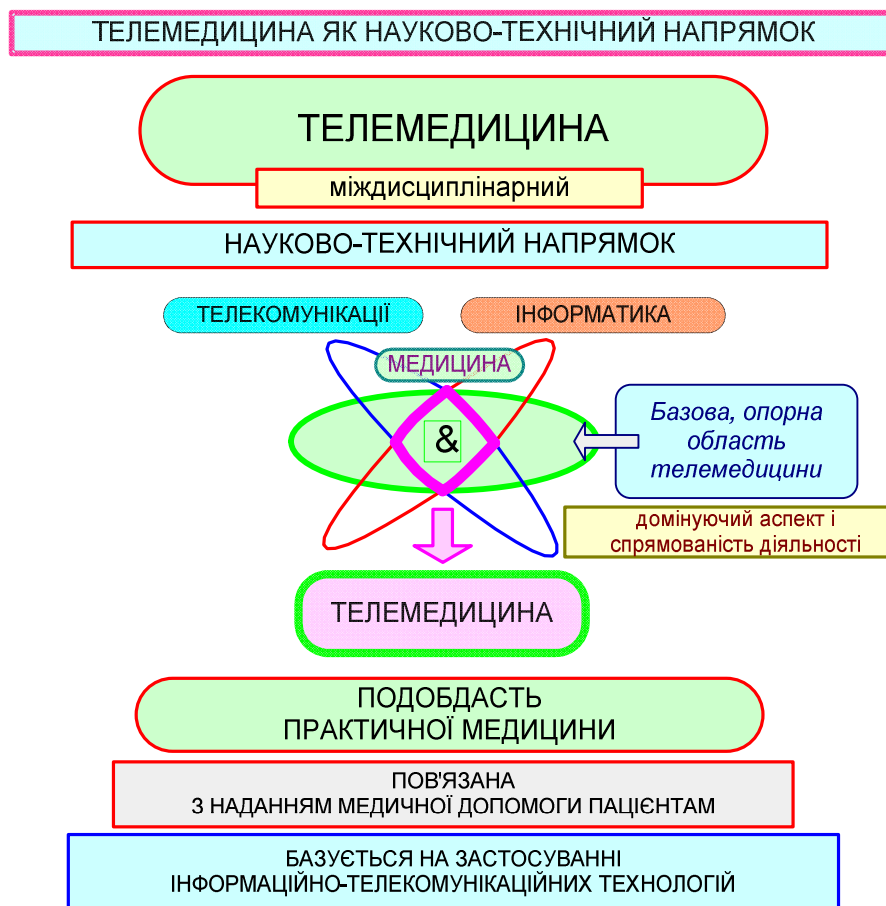 ТЕЛЕМЕДИЦИНА ЯК НАУКОВО-ТЕХНІЧНИЙ НАПРЯМОК
ТЕЛЕМЕДИЦИНА
міждисциплінарний
НАУКОВО-ТЕХНІЧНИЙ НАПРЯМОК
ТЕЛЕКОМУНІКАЦІЇ
ІНФОРМАТИКА
МЕДИЦИНА
&
Базова, опорна
область
телемедицини
домінуючий аспект і
спрямованість діяльності
ТЕЛЕМЕДИЦИНА
ПОДОБДАСТЬ
ПРАКТИЧНОЇ МЕДИЦИНИ
ПОВ'ЯЗАНА
З НАДАННЯМ МЕДИЧНОЇ ДОПОМОГИ ПАЦІЄНТАМ
БАЗУЄТЬСЯ НА ЗАСТОСУВАННІ
ІНФОРМАЦІЙНО-ТЕЛЕКОМУНІКАЦІЙНИХ ТЕХНОЛОГІЙ